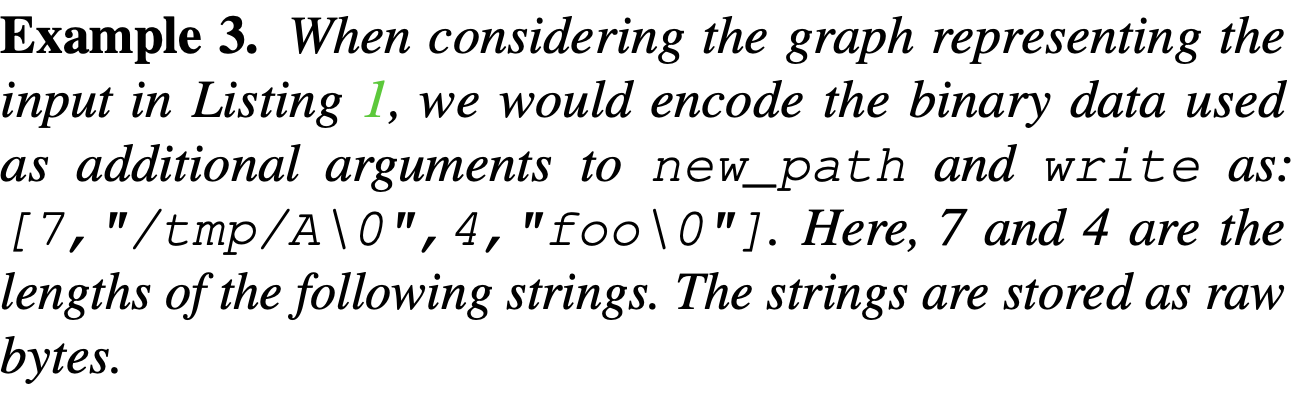 Example 3. When considering the graph representing the
input in Listing 1, we would encode the binary data used
as additional arguments to new_path and write as:
[7,"/tmp/A\0",4,"foo\0"]. Here, 7 and 4 are the
lengths of the following strings. The strings are stored as raw
bytes.